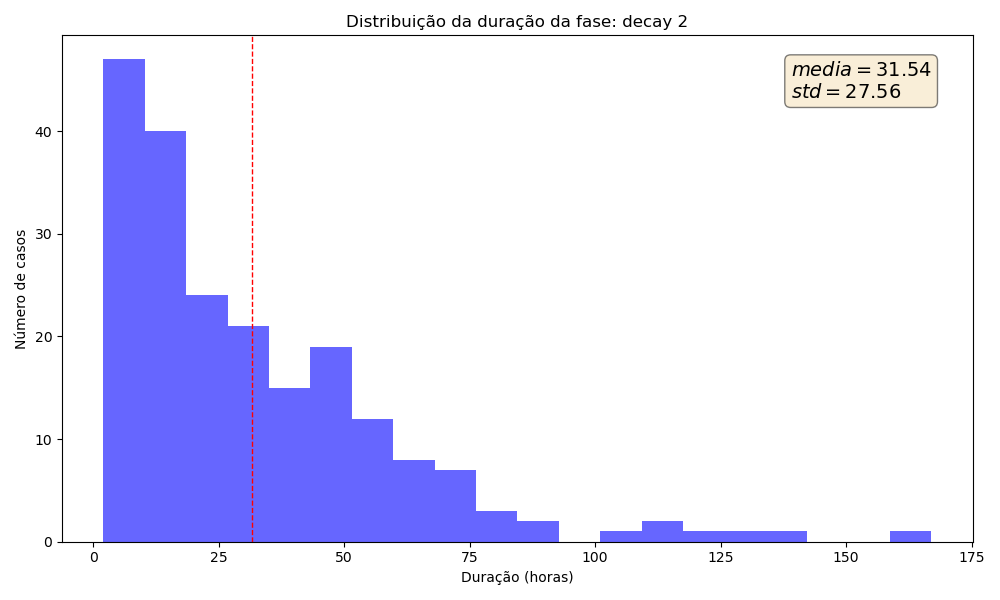 Distribuição da duração da fase: decay 2
media = 31.54
std = 27.56
Número de casos
40
30
20
10
0
0 25 50 75 100 125 150 175
Duração (horas)